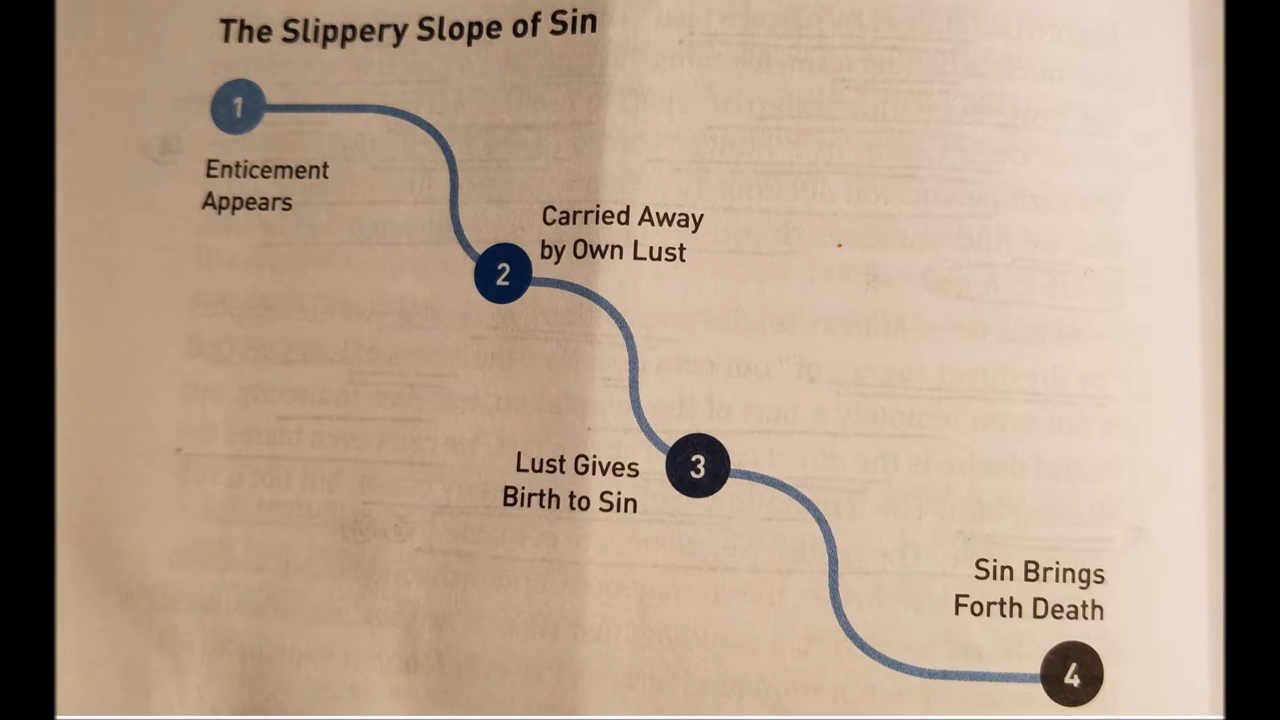 The Slippery Slope of Sin
1
Enticement
Appears
Carried Away
by Own Lust
2
Lust Gives
Birth to Sin
3
Sin Brings
Forth Death
4